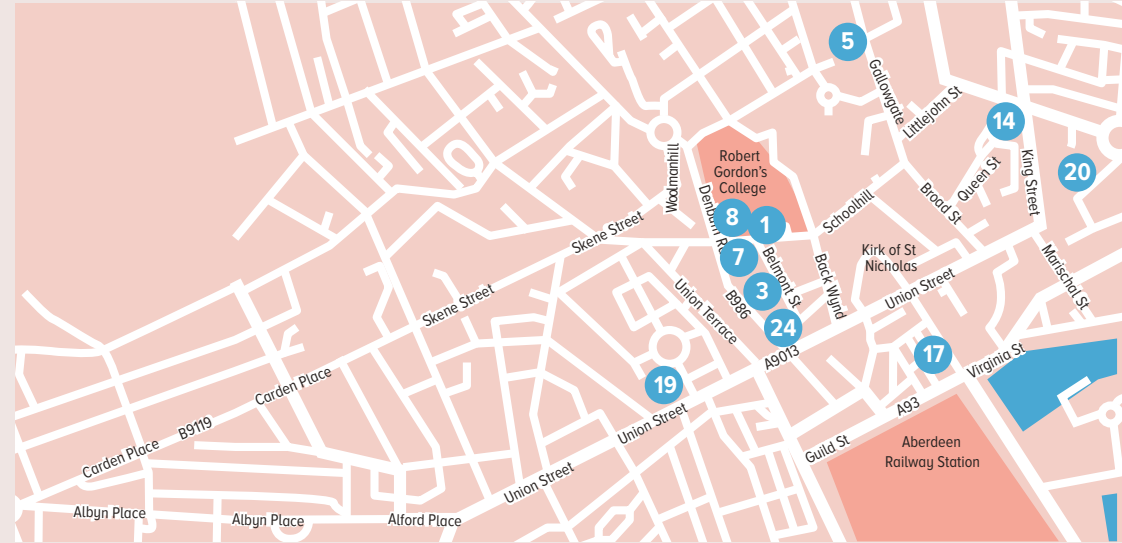 5
Gallowgate
Littlejohn St
14
Robert
Gordon's
College
Woolmanhill
King Street
20
Queen St
Broad St
Denburn
8
1
Schoolhill
Skene Street
7
Belmont St
Kirk of St
Nicholas
Back Wynd
Marischal St
3
Union Street
Union Terrace
B986
Skene Street
24
A9013
17
Virginia St
19
Carden Place
A93
Union Street
B9119
Guild St
Aberdeen
Railway Station
Carden Place
Union Street
Albyn Place
Albyn Place
Alford Place